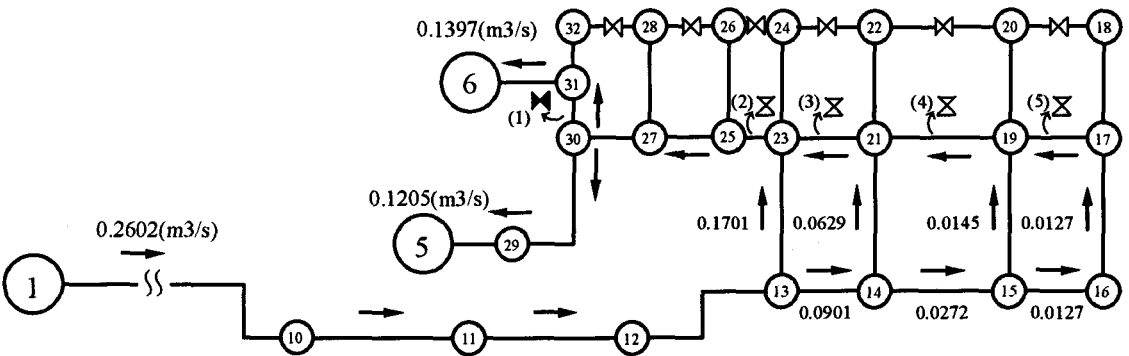 32 28 26 24 22 20 18
0.1397(m3/s)
6 31
(1) (2) (3) (4) (5)
30 27 25 23 21 19 17
0.1205(m3/s)
0.1701 0.0629 0.0145 0.0127
0.2602(m3/s)
5 29
1
13 14 15 16
0.0901 0.0272 0.0127
10 11 12